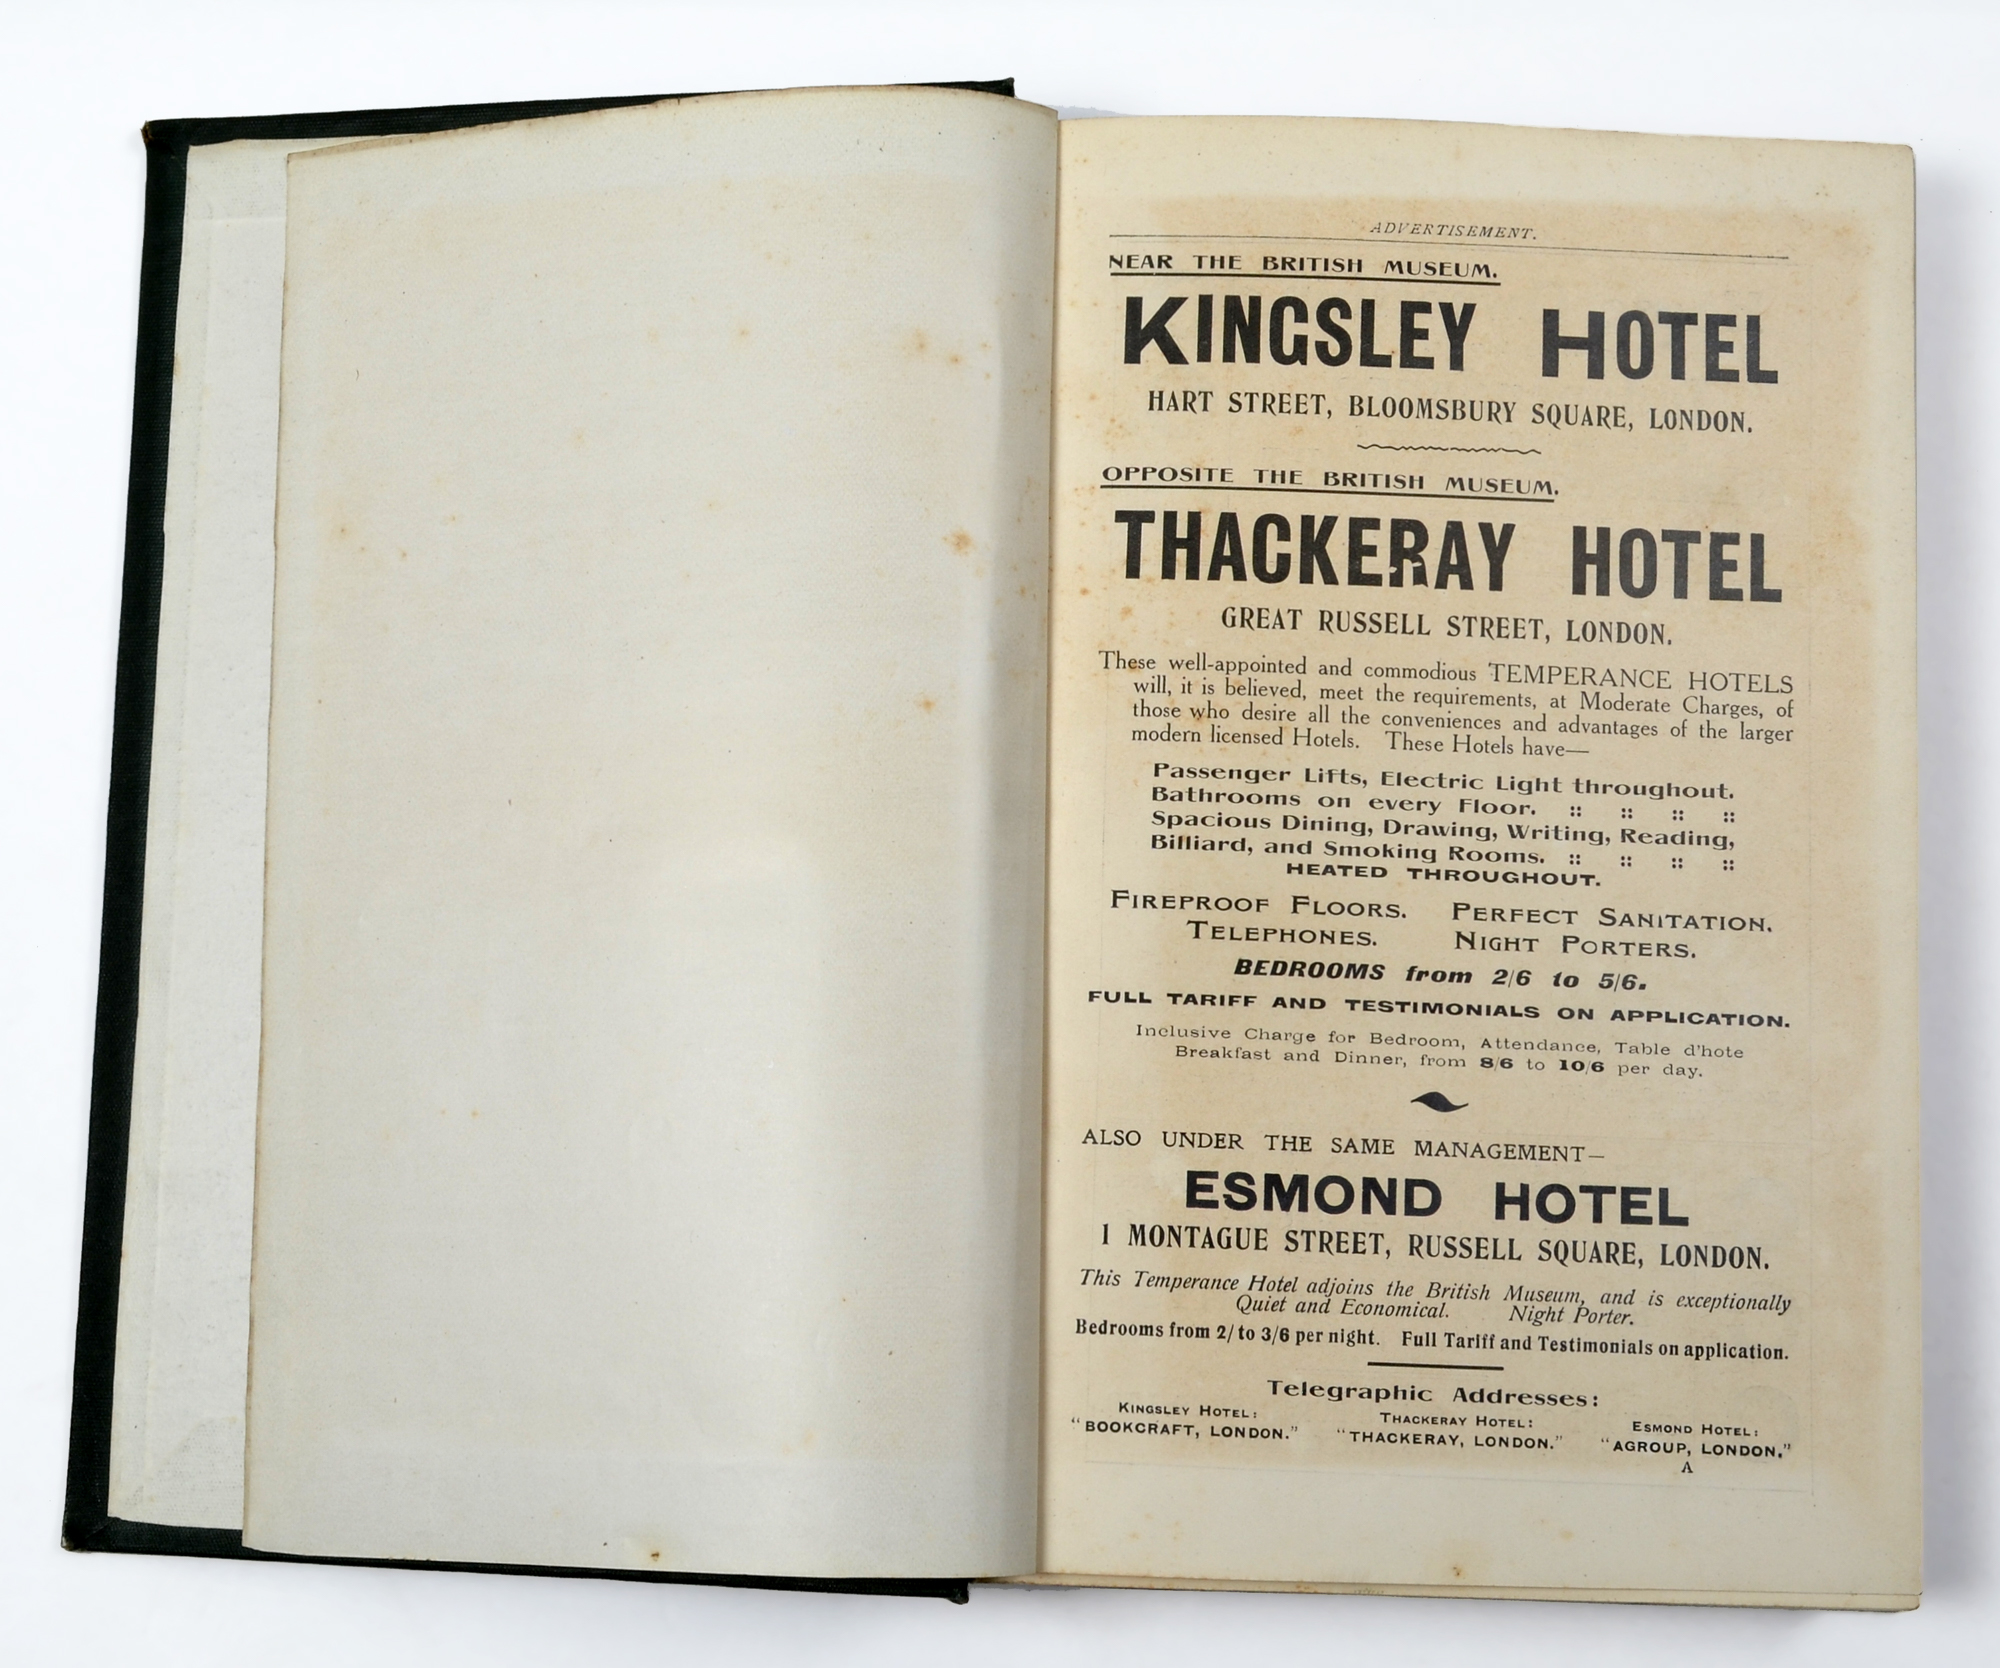 ADVERTISEMENT.
NEAR THE BRITISH MUSEUM.
KINGSLEY HOTEL
HART STREET, BLOOMSBURY SQUARE, LONDON.
OPPOSITE THE BRITISH MUSEUM.
THACKERAY HOTEL
GREAT RUSSELL STREET, LONDON.
These well-appointed and commodious TEMPERANCE HOTELS
will, it is believed, meet the requirements, at Moderate Charges, of
those who desire all the conveniences and advantages of the larger
modern licensed Hotels. These Hotels have—
Passenger Lifts, Electric Light throughout.
Bathrooms on every Floor. :: :: :: ::
Spacious Dining, Drawing, Writing, Reading,
Billiard, and Smoking Rooms. :: :: :: ::
HEATED THROUGHOUT.
FIREPROOF FLOORS. PERFECT SANITATION.
TELEPHONES. NIGHT PORTERS.
BEDROOMS from 2/6 to 5/6.
FULL TARIFF AND TESTIMONIALS ON APPLICATION.
Inclusive Charge for Bedroom, Attendance, Table d'hote
Breakfast and Dinner, from 8/6 to 10/6 per day.
ALSO UNDER THE SAME MANAGEMENT—
ESMOND HOTEL
1 MONTAGUE STREET, RUSSELL SQUARE, LONDON.
This Temperance Hotel adjoins the British Museum, and is exceptionally
Quiet and Economical. Night Porter.
Bedrooms from 2/ to 3/6 per night. Full Tariff and Testimonials on application.
Telegraphic Addresses:
KINGSLEY HOTEL: THACKERAY HOTEL: ESMOND HOTEL:
"BOOKCRAFT, LONDON." "THACKERAY, LONDON." "AGROUP, LONDON."
A